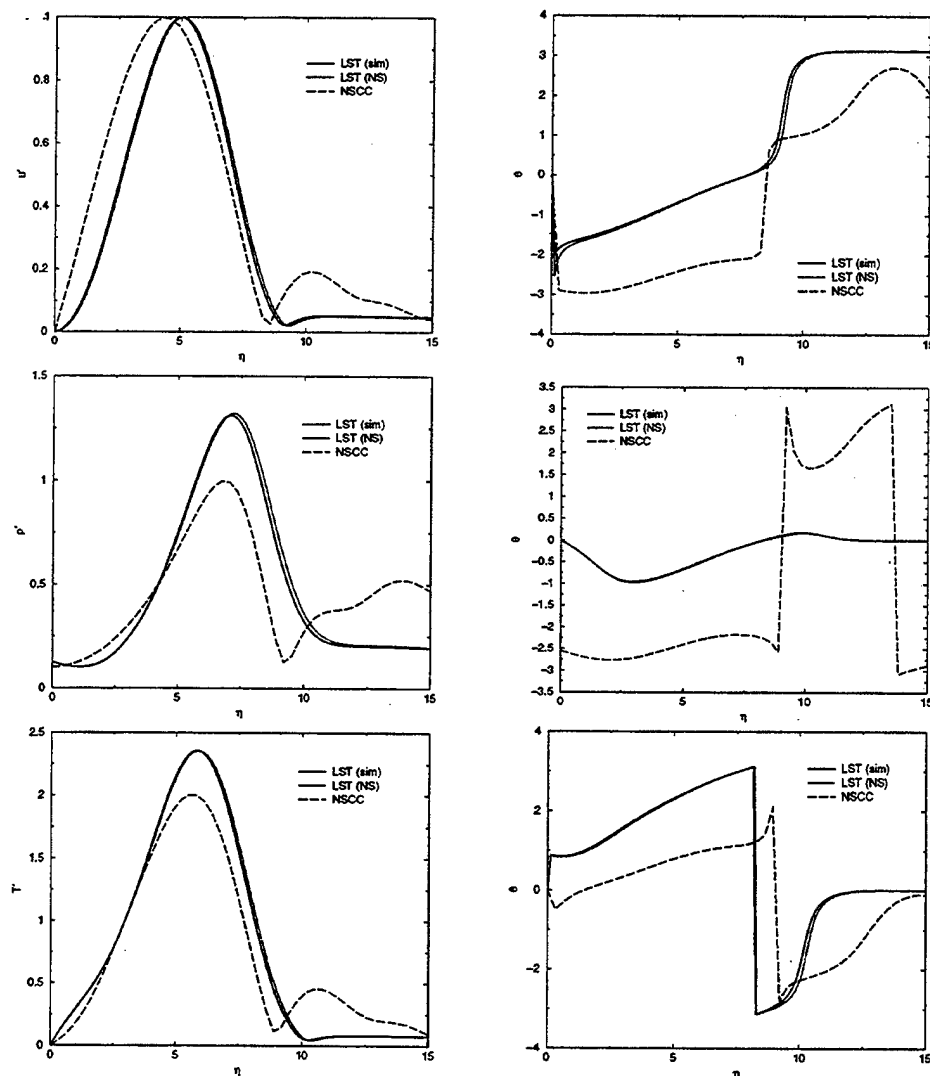 1
0.8
0.6
0.4
0.2
0
u'
0 5 10 15
η
LST (sim)
LST (NS)
NSCC
4
3
2
1
0
−1
−2
−3
−4
θ
0 5 10 15
η
LST (sim)
LST (NS)
NSCC
1.5
1
0.5
0
ρ'
0 5 10 15
η
LST (sim)
LST (NS)
NSCC
3.5
3
2.5
2
1.5
1
0.5
0
−0.5
−1
−1.5
−2
−2.5
−3
−3.5
θ
0 5 10 15
η
LST (sim)
LST (NS)
NSCC
2.5
2
1.5
1
0.5
0
T'
0 5 10 15
η
LST (sim)
LST (NS)
NSCC
4
2
0
−2
−4
θ
0 5 10 15
η
LST (sim)
LST (NS)
NSCC